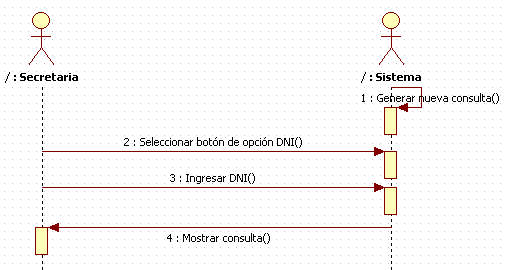 / : Secretaria
/ : Sistema
1 : Generar nueva consulta()
2 : Seleccionar botón de opción DNI()
3 : Ingresar DNI()
4 : Mostrar consulta()